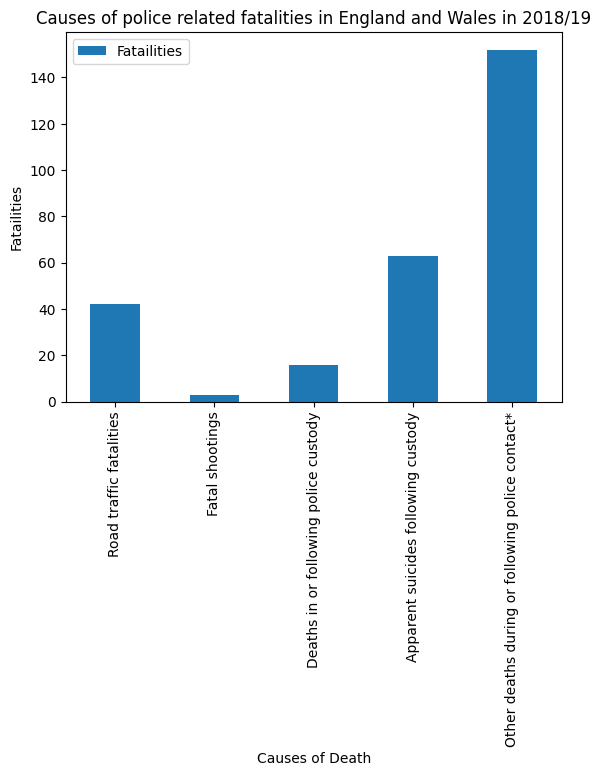 Causes of police related fatalities in England and Wales in 2018/19
Fatailities
Fatailities
140
120
100
80
60
40
20
0
Road traffic fatalities
Fatal shootings
Deaths in or following police custody
Apparent suicides following custody
Other deaths during or following police contact*
Causes of Death